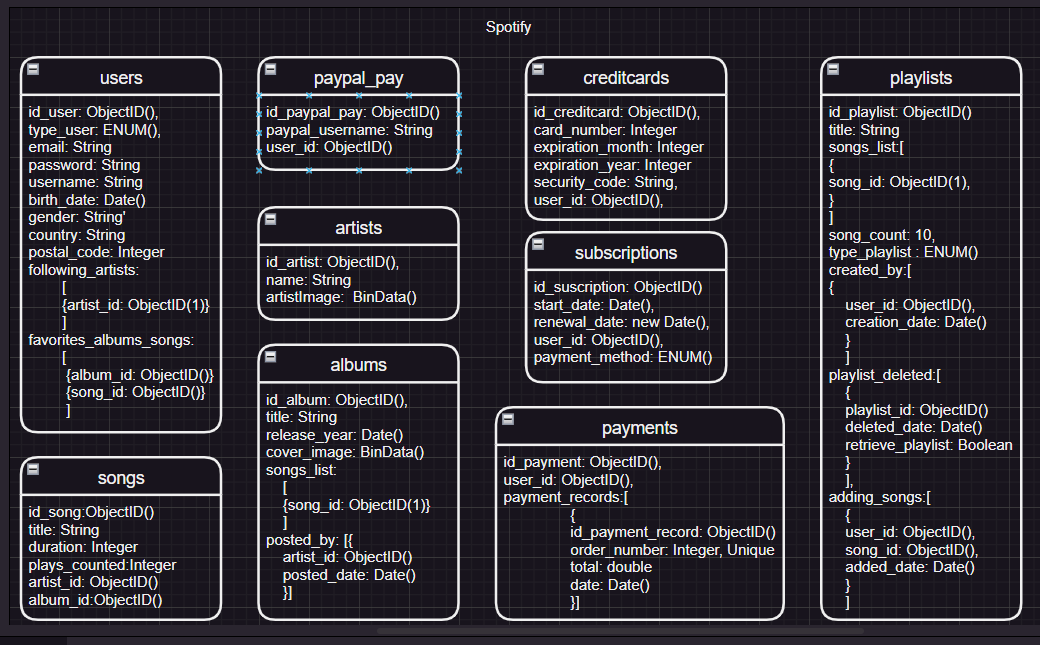 Spotify
users
id_user: ObjectID(),
type_user: ENUM(),
email: String
password: String
username: String
birth_date: Date()
gender: String'
country: String
postal_code: Integer
following_artists:
[
{artist_id: ObjectID(1)}
]
favorites_albums_songs:
[
{album_id: ObjectID()}
{song_id: ObjectID()}
]
songs
id_song:ObjectID()
title: String
duration: Integer
plays_counted:Integer
artist_id: ObjectID()
album_id:ObjectID()
paypal_pay
id_paypal_pay: ObjectID()
paypal_username: String
user_id: ObjectID()
artists
id_artist: ObjectID(),
name: String
artistImage: BinData()
albums
id_album: ObjectID(),
title: String
release_year: Date()
cover_image: BinData()
songs_list:
[
{song_id: ObjectID(1)}
]
posted_by: [{
artist_id: ObjectID()
posted_date: Date()
}]
creditcards
id_creditcard: ObjectID(),
card_number: Integer
expiration_month: Integer
expiration_year: Integer
security_code: String,
user_id: ObjectID(),
subscriptions
id_suscription: ObjectID()
start_date: Date(),
renewal_date: new Date(),
user_id: ObjectID(),
payment_method: ENUM()
payments
id_payment: ObjectID(),
user_id: ObjectID(),
payment_records:[
{
id_payment_record: ObjectID()
order_number: Integer, Unique
total: double
date: Date()
}]
playlists
id_playlist: ObjectID()
title: String
songs_list:[
{
song_id: ObjectID(1),
}
]
song_count: 10,
type_playlist : ENUM()
created_by:[
{
user_id: ObjectID(),
creation_date: Date()
}
]
playlist_deleted:[
{
playlist_id: ObjectID()
deleted_date: Date()
retrieve_playlist: Boolean
}
],
adding_songs:[
{
user_id: ObjectID(),
song_id: ObjectID(),
added_date: Date()
}
]